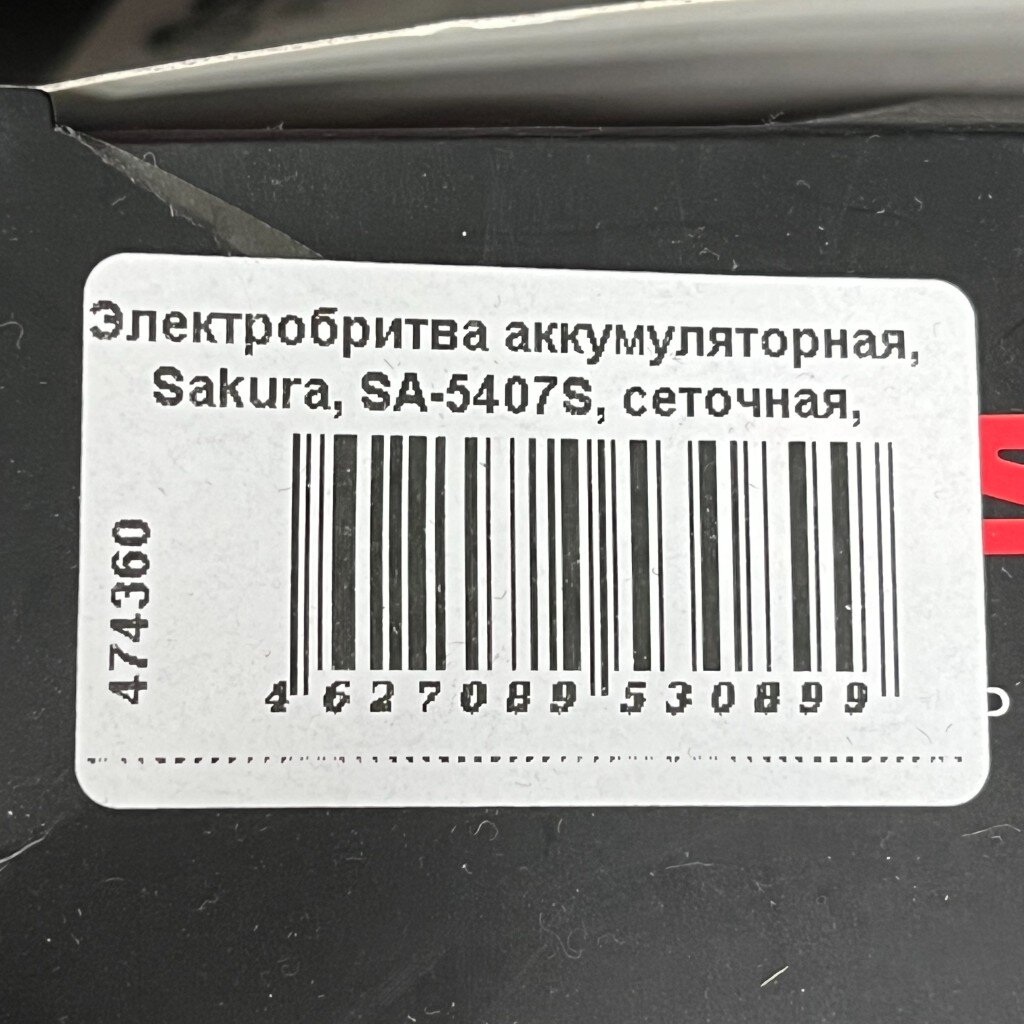 Электробритва аккумуляторная,
Sakura, SA-5407S, сеточная,
474360
4 627089 530899